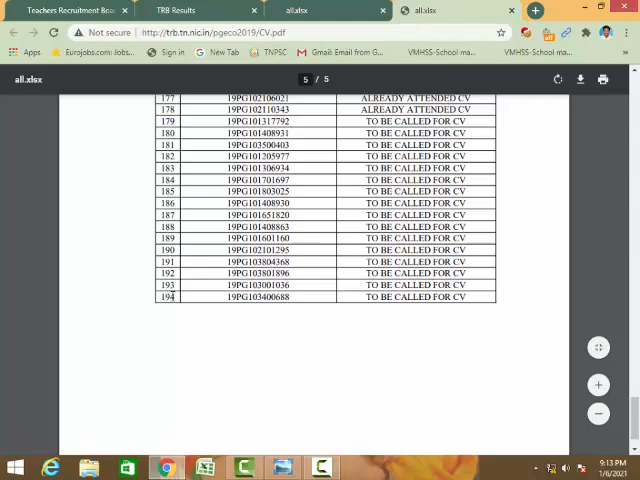 Teachers Recruitment Boa × TRB Results × all.xlsx × all.xlsx ×
Not secure | http://trb.tn.nic.in/pgeco2019/CV.pdf
Apps Eurojobs.com: Jobs... Sign in New Tab TNPSC Gmail: Email from G... VMHSS-School ma... VMHSS-School ma...
all.xlsx 5 / 5
177 19PG102106021 ALREADY ATTENDED CV
178 19PG102110343 ALREADY ATTENDED CV
179 19PG101317792 TO BE CALLED FOR CV
180 19PG101408931 TO BE CALLED FOR CV
181 19PG103500403 TO BE CALLED FOR CV
182 19PG101205977 TO BE CALLED FOR CV
183 19PG101306934 TO BE CALLED FOR CV
184 19PG101701697 TO BE CALLED FOR CV
185 19PG101803025 TO BE CALLED FOR CV
186 19PG101408930 TO BE CALLED FOR CV
187 19PG101651820 TO BE CALLED FOR CV
188 19PG101408863 TO BE CALLED FOR CV
189 19PG101601160 TO BE CALLED FOR CV
190 19PG102101295 TO BE CALLED FOR CV
191 19PG103804368 TO BE CALLED FOR CV
192 19PG103801896 TO BE CALLED FOR CV
193 19PG103001036 TO BE CALLED FOR CV
194 19PG103400688 TO BE CALLED FOR CV
9:13 PM
1/6/2021